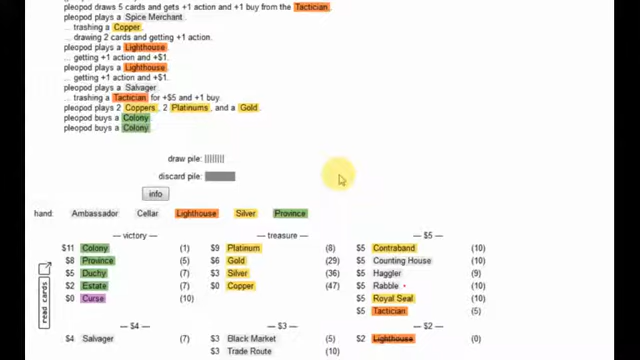 pleopod draws 5 cards and gets +1 action and +1 buy from the Tactician.
pleopod plays a Spice Merchant.
... trashing a Copper.
... drawing 2 cards and getting +1 action.
pleopod plays a Lighthouse.
... getting +1 action and +$1.
pleopod plays a Lighthouse.
... getting +1 action and +$1.
pleopod plays a Salvager.
... trashing a Tactician for +$5 and +1 buy.
pleopod plays 2 Coppers, 2 Platinums, and a Gold.
pleopod buys a Colony.
pleopod buys a Colony.
draw pile: ||||||||
discard pile:
info
hand: Ambassador Cellar Lighthouse Silver Province
— victory — — treasure — — $5 —
$11 Colony (1) $9 Platinum (8) $5 Contraband (10)
$8 Province (5) $6 Gold (29) $5 Counting House (10)
$5 Duchy (7) $3 Silver (36) $5 Haggler (9)
$2 Estate (7) $0 Copper (47) $5 Rabble (10)
$0 Curse (10) $5 Royal Seal (10)
$5 Tactician (5)
read cards
— $4 — — $3 — — $2 —
$4 Salvager (7) $3 Black Market (5) $2 Lighthouse (0)
$3 Trade Route (10)